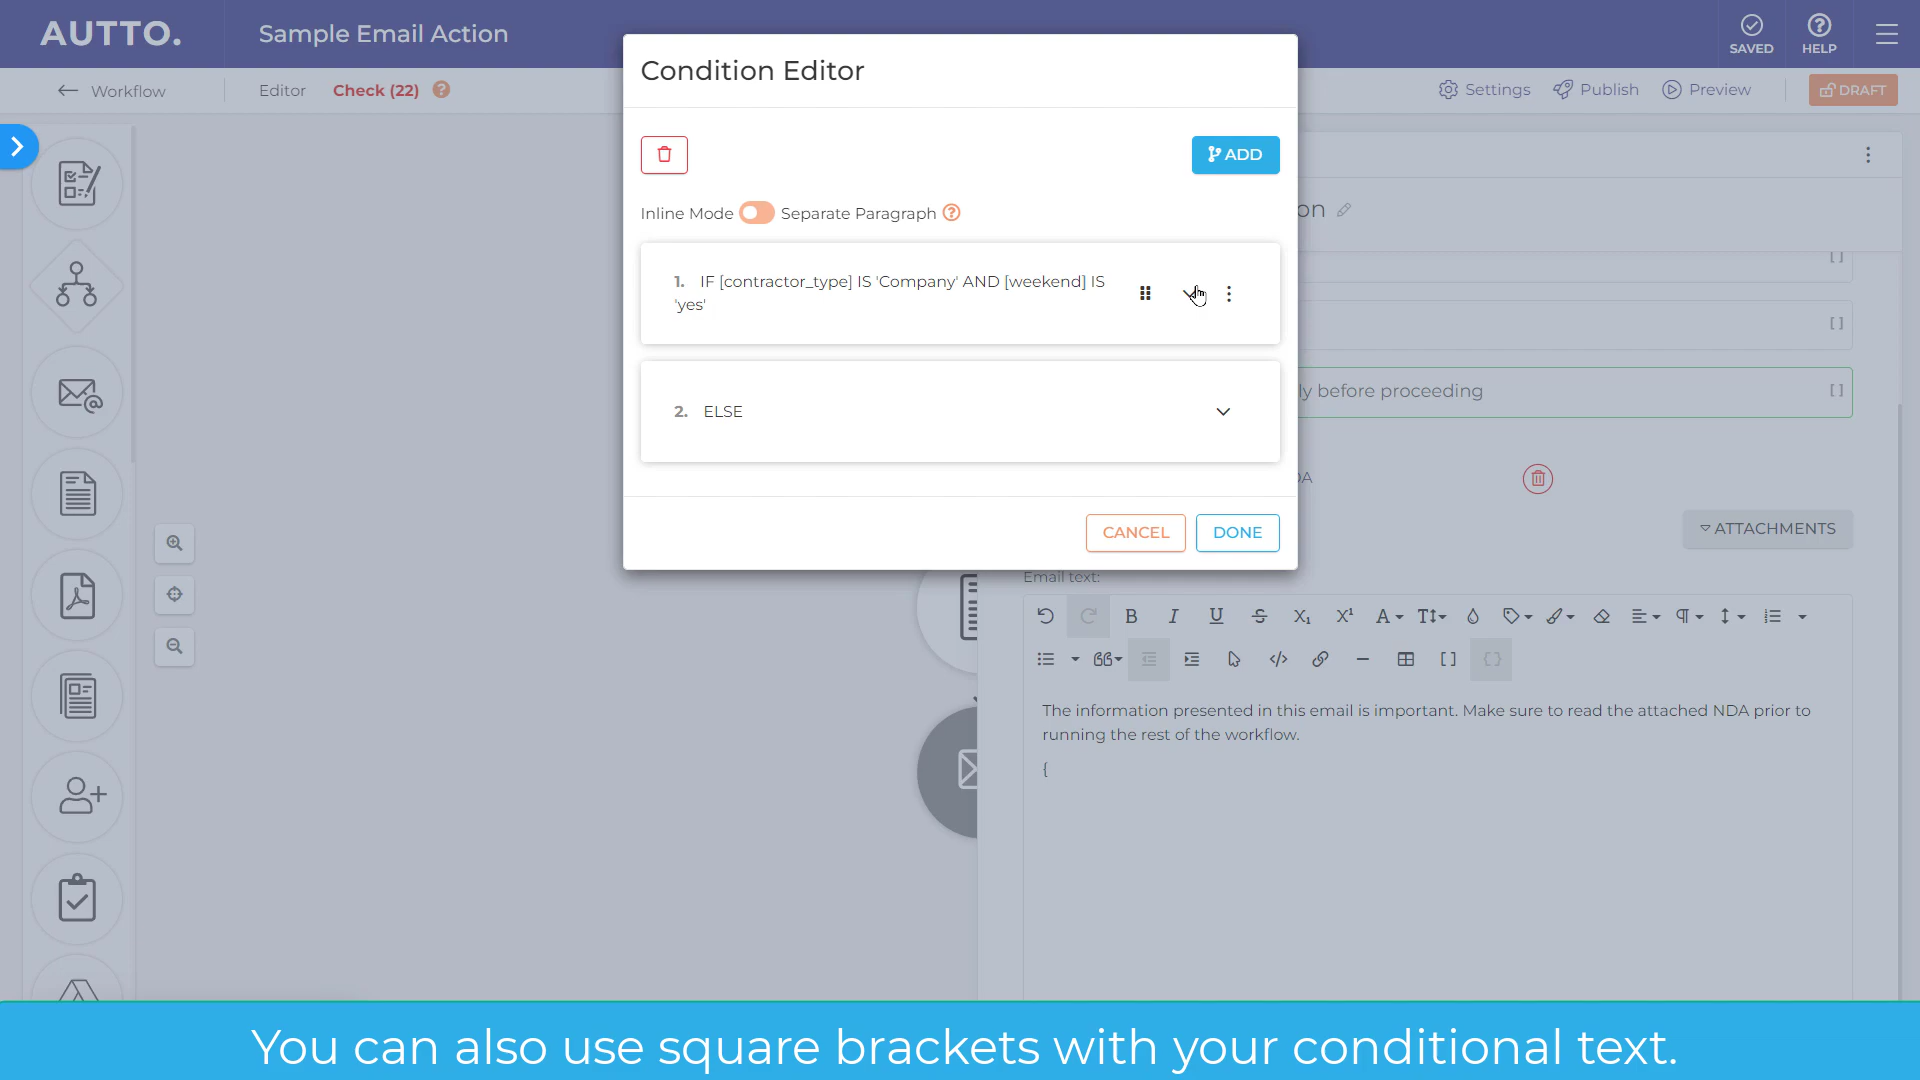 AUTTO.
Sample Email Action
SAVED
HELP
Workflow
Editor
Check (22)
Settings
Publish
Preview
DRAFT
Condition Editor
ADD
Inline Mode
Separate Paragraph
1. IF [contractor_type] IS 'Company' AND [weekend] IS
'yes'
2. ELSE
CANCEL
DONE
on
[ ]
[ ]
ly before proceeding
[ ]
DA
ATTACHMENTS
Email text:
The information presented in this email is important. Make sure to read the attached NDA prior to
running the rest of the workflow.
{
You can also use square brackets with your conditional text.